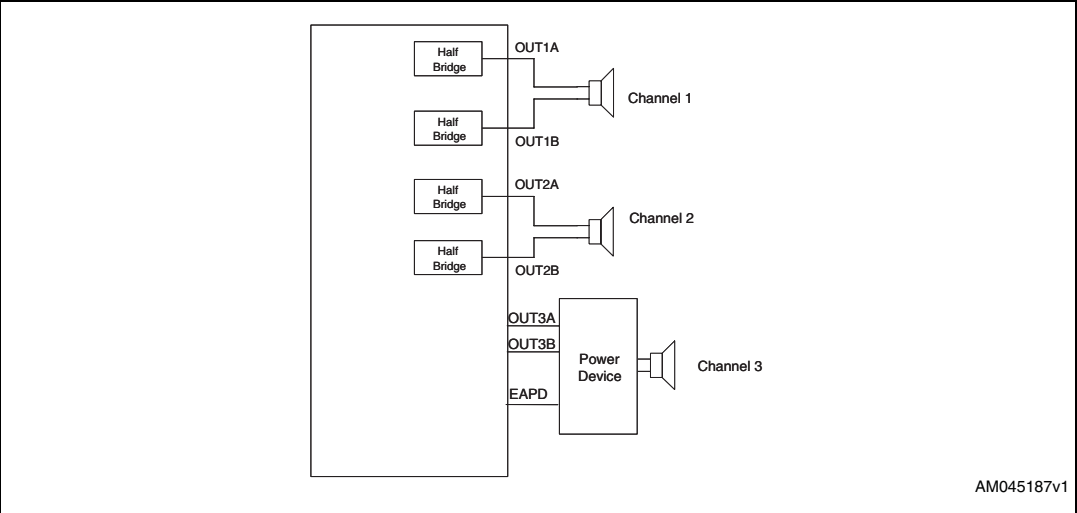 Half
Bridge
OUT1A
Channel 1
Half
Bridge
OUT1B
Half
Bridge
OUT2A
Channel 2
Half
Bridge
OUT2B
OUT3A
OUT3B
Power
Device
Channel 3
EAPD
AM045187v1